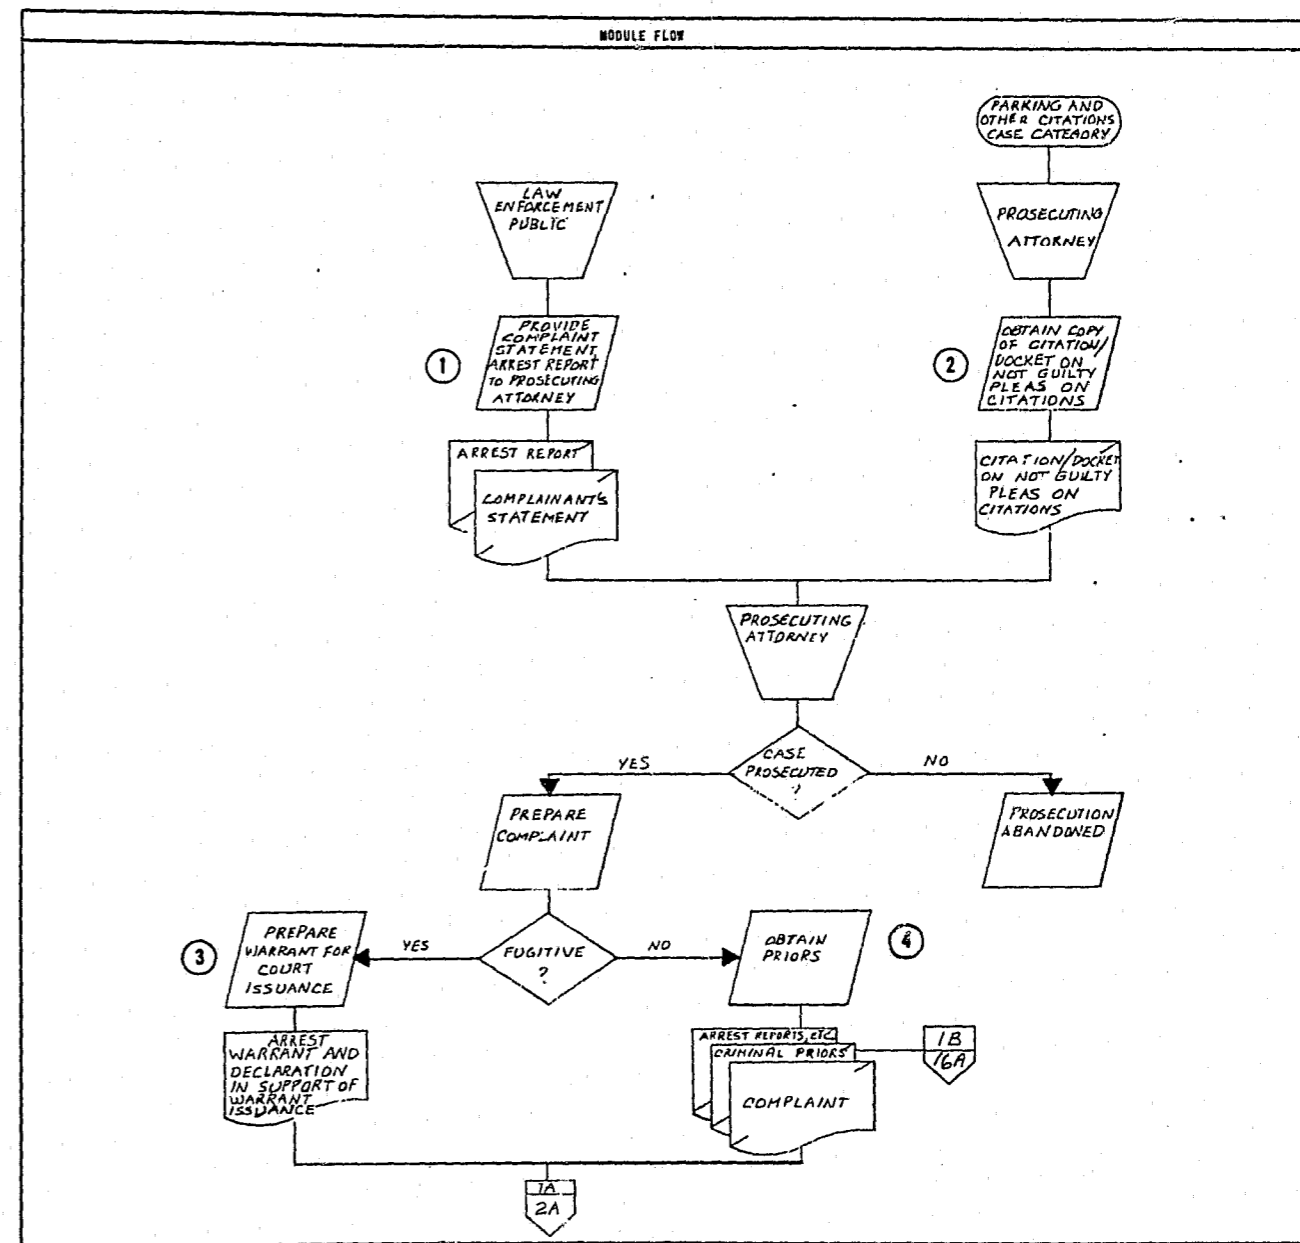 MODULE FLOW
PARKING AND
OTHER CITATIONS
CASE CATEGORY
LAW
ENFORCEMENT
PUBLIC
PROSECUTING
ATTORNEY
1
PROVIDE
COMPLAINT
STATEMENT,
ARREST REPORT
TO PROSECUTING
ATTORNEY
2
OBTAIN COPY
OF CITATION/
DOCKET ON
NOT GUILTY
PLEAS ON
CITATIONS
ARREST REPORT
COMPLAINANT'S
STATEMENT
CITATION/DOCKET
ON NOT GUILTY
PLEAS ON
CITATIONS
PROSECUTING
ATTORNEY
CASE
PROSECUTED
?
YES
NO
PREPARE
COMPLAINT
PROSECUTION
ABANDONED
3
PREPARE
WARRANT FOR
COURT
ISSUANCE
YES
FUGITIVE
?
NO
OBTAIN
PRIORS
4
ARREST
WARRANT AND
DECLARATION
IN SUPPORT OF
WARRANT
ISSUANCE
ARREST REPORTS, ETC.
CRIMINAL PRIORS
COMPLAINT
1B
16A
1A
2A